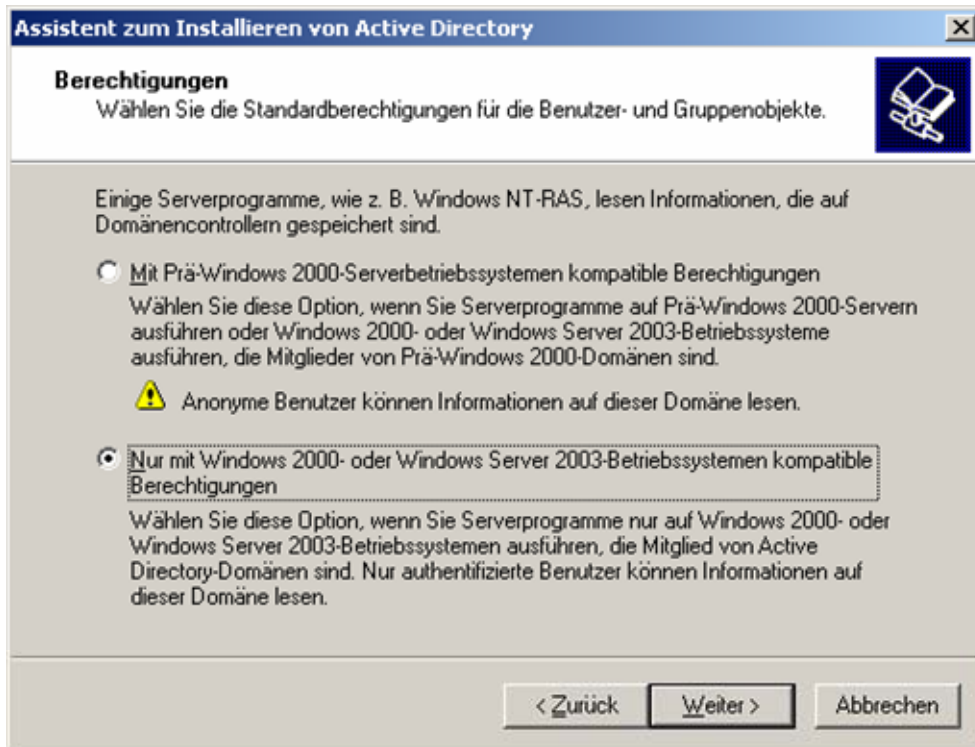 Assistent zum Installieren von Active Directory
Berechtigungen
Wählen Sie die Standardberechtigungen für die Benutzer- und Gruppenobjekte.
Einige Serverprogramme, wie z. B. Windows NT-RAS, lesen Informationen, die auf
Domänencontrollern gespeichert sind.
Mit Prä-Windows 2000-Serverbetriebssystemen kompatible Berechtigungen
Wählen Sie diese Option, wenn Sie Serverprogramme auf Prä-Windows 2000-Servern
ausführen oder Windows 2000- oder Windows Server 2003-Betriebssysteme
ausführen, die Mitglieder von Prä-Windows 2000-Domänen sind.
Anonyme Benutzer können Informationen auf dieser Domäne lesen.
Nur mit Windows 2000- oder Windows Server 2003-Betriebssystemen kompatible
Berechtigungen
Wählen Sie diese Option, wenn Sie Serverprogramme nur auf Windows 2000- oder
Windows Server 2003-Betriebssystemen ausführen, die Mitglied von Active
Directory-Domänen sind. Nur authentifizierte Benutzer können Informationen auf
dieser Domäne lesen.
< Zurück Weiter > Abbrechen